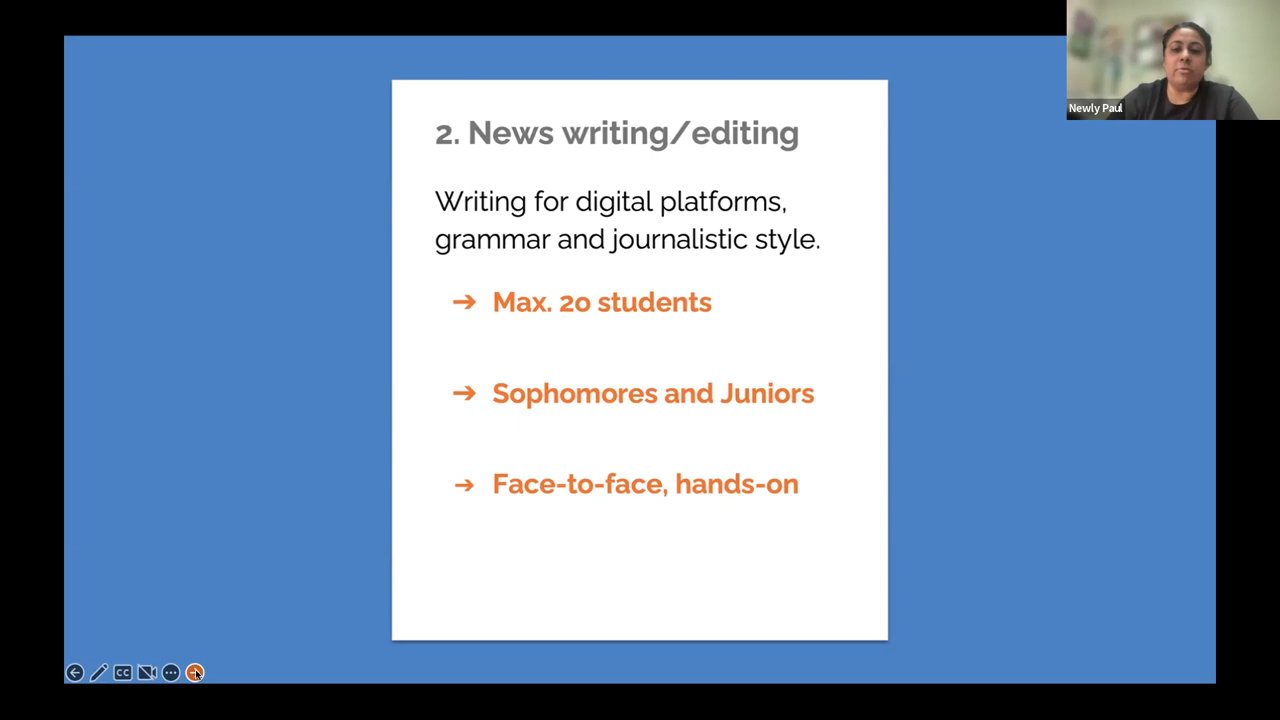 Newly Paul
2. News writing/editing
Writing for digital platforms,
grammar and journalistic style.
➔ Max. 20 students
➔ Sophomores and Juniors
➔ Face-to-face, hands-on
CC